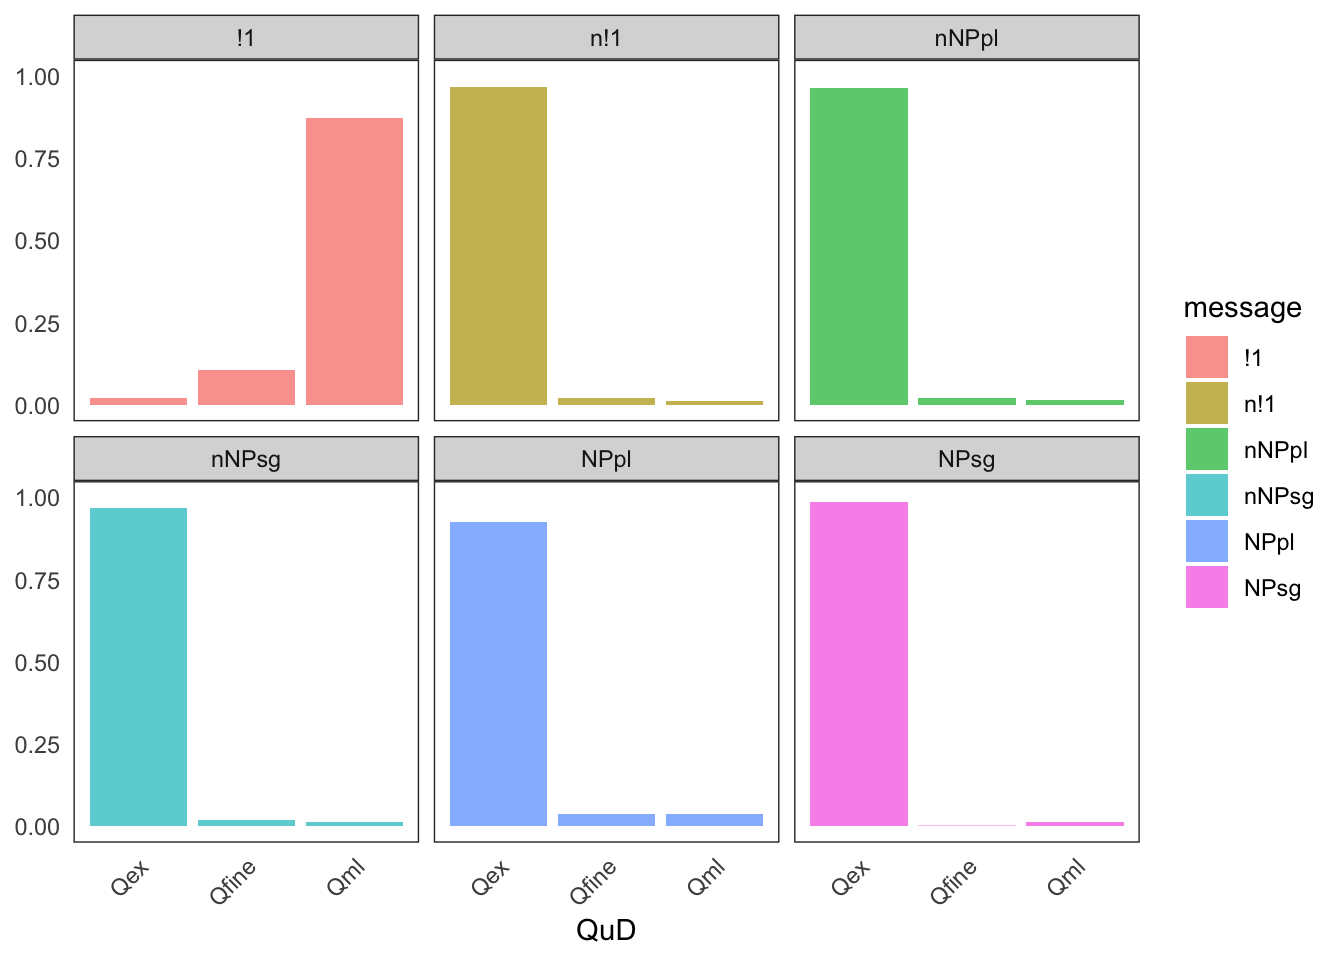 !1 n!1 nNPpl
1.00
0.75
0.50
0.25
0.00
nNPsg NPpl NPsg
1.00
0.75
0.50
0.25
0.00
Qex Qfine Qml Qex Qfine Qml Qex Qfine Qml
QuD
message
!1
n!1
nNPpl
nNPsg
NPpl
NPsg